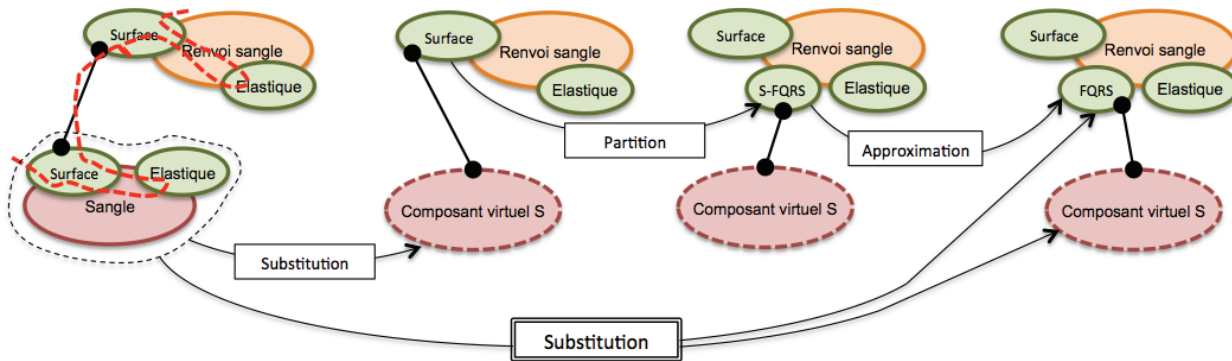 Surface
Renvoi sangle
Elastique
Surface
Elastique
Sangle
Substitution
Surface
Renvoi sangle
Elastique
Composant virtuel S
Partition
Surface
Renvoi sangle
S-FQRS
Elastique
Composant virtuel S
Approximation
Surface
Renvoi sangle
FQRS
Elastique
Composant virtuel S
Substitution